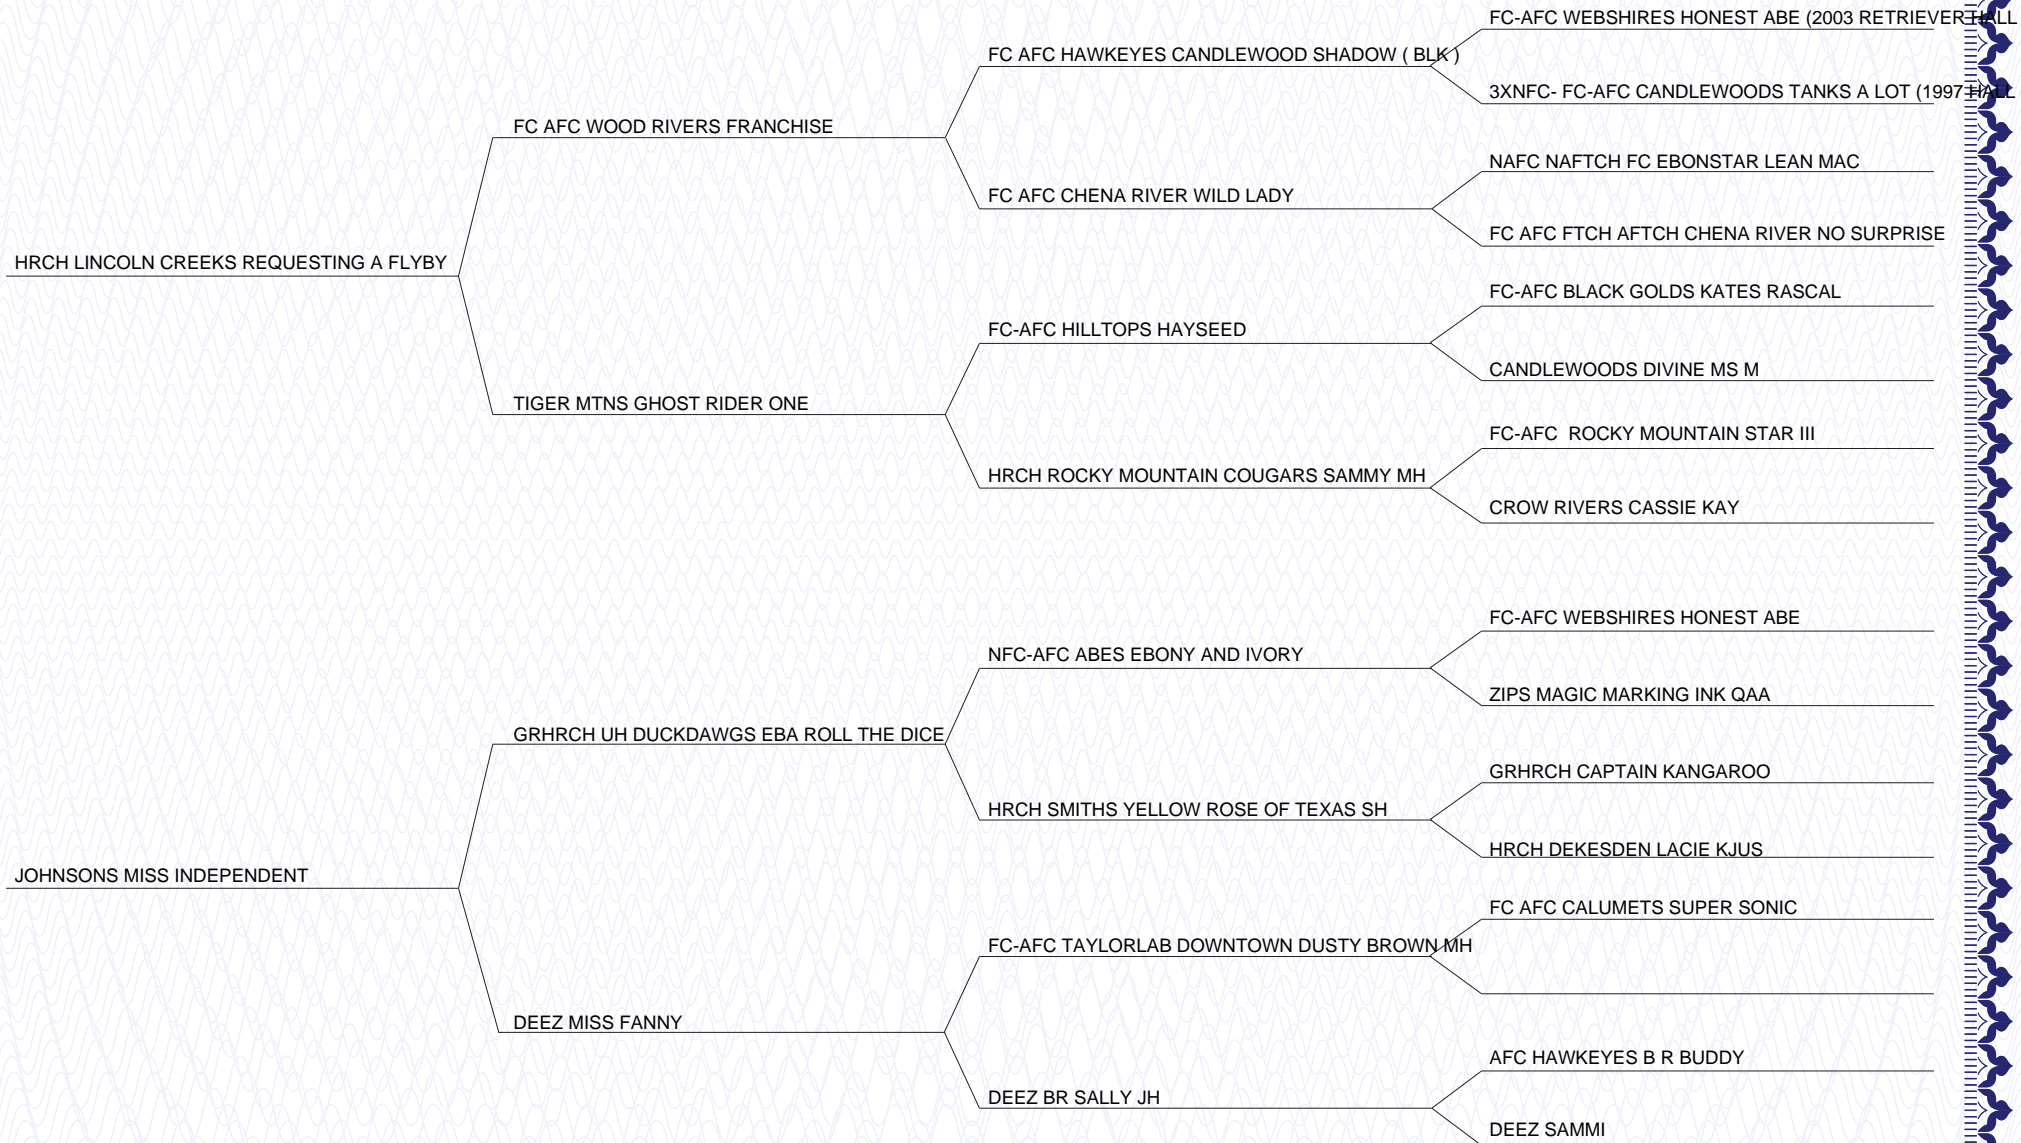 FC-AFC WEBSHIRES HONEST ABE (2003 RETRIEVER HALL
FC AFC HAWKEYES CANDLEWOOD SHADOW ( BLK )
3XNFC- FC-AFC CANDLEWOODS TANKS A LOT (1997 HALL
FC AFC WOOD RIVERS FRANCHISE
NAFC NAFTCH FC EBONSTAR LEAN MAC
FC AFC CHENA RIVER WILD LADY
FC AFC FTCH AFTCH CHENA RIVER NO SURPRISE
HRCH LINCOLN CREEKS REQUESTING A FLYBY
FC-AFC BLACK GOLDS KATES RASCAL
FC-AFC HILLTOPS HAYSEED
CANDLEWOODS DIVINE MS M
TIGER MTNS GHOST RIDER ONE
FC-AFC  ROCKY MOUNTAIN STAR III
HRCH ROCKY MOUNTAIN COUGARS SAMMY MH
CROW RIVERS CASSIE KAY
FC-AFC WEBSHIRES HONEST ABE
NFC-AFC ABES EBONY AND IVORY
ZIPS MAGIC MARKING INK QAA
GRHRCH UH DUCKDAWGS EBA ROLL THE DICE
GRHRCH CAPTAIN KANGAROO
HRCH SMITHS YELLOW ROSE OF TEXAS SH
HRCH DEKESDEN LACIE KJUS
JOHNSONS MISS INDEPENDENT
FC AFC CALUMETS SUPER SONIC
FC-AFC TAYLORLAB DOWNTOWN DUSTY BROWN MH
DEEZ MISS FANNY
AFC HAWKEYES B R BUDDY
DEEZ BR SALLY JH
DEEZ SAMMI